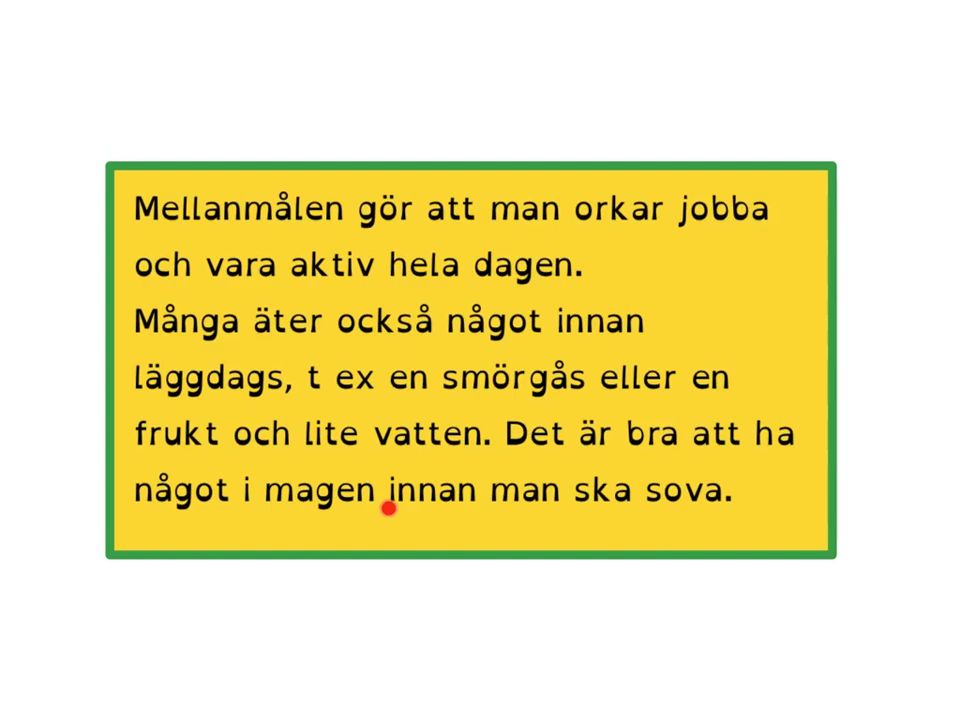 Mellanmålen gör att man orkar jobba
och vara aktiv hela dagen.
Många äter också något innan
läggdags, t ex en smörgås eller en
frukt och lite vatten. Det är bra att ha
något i magen innan man ska sova.